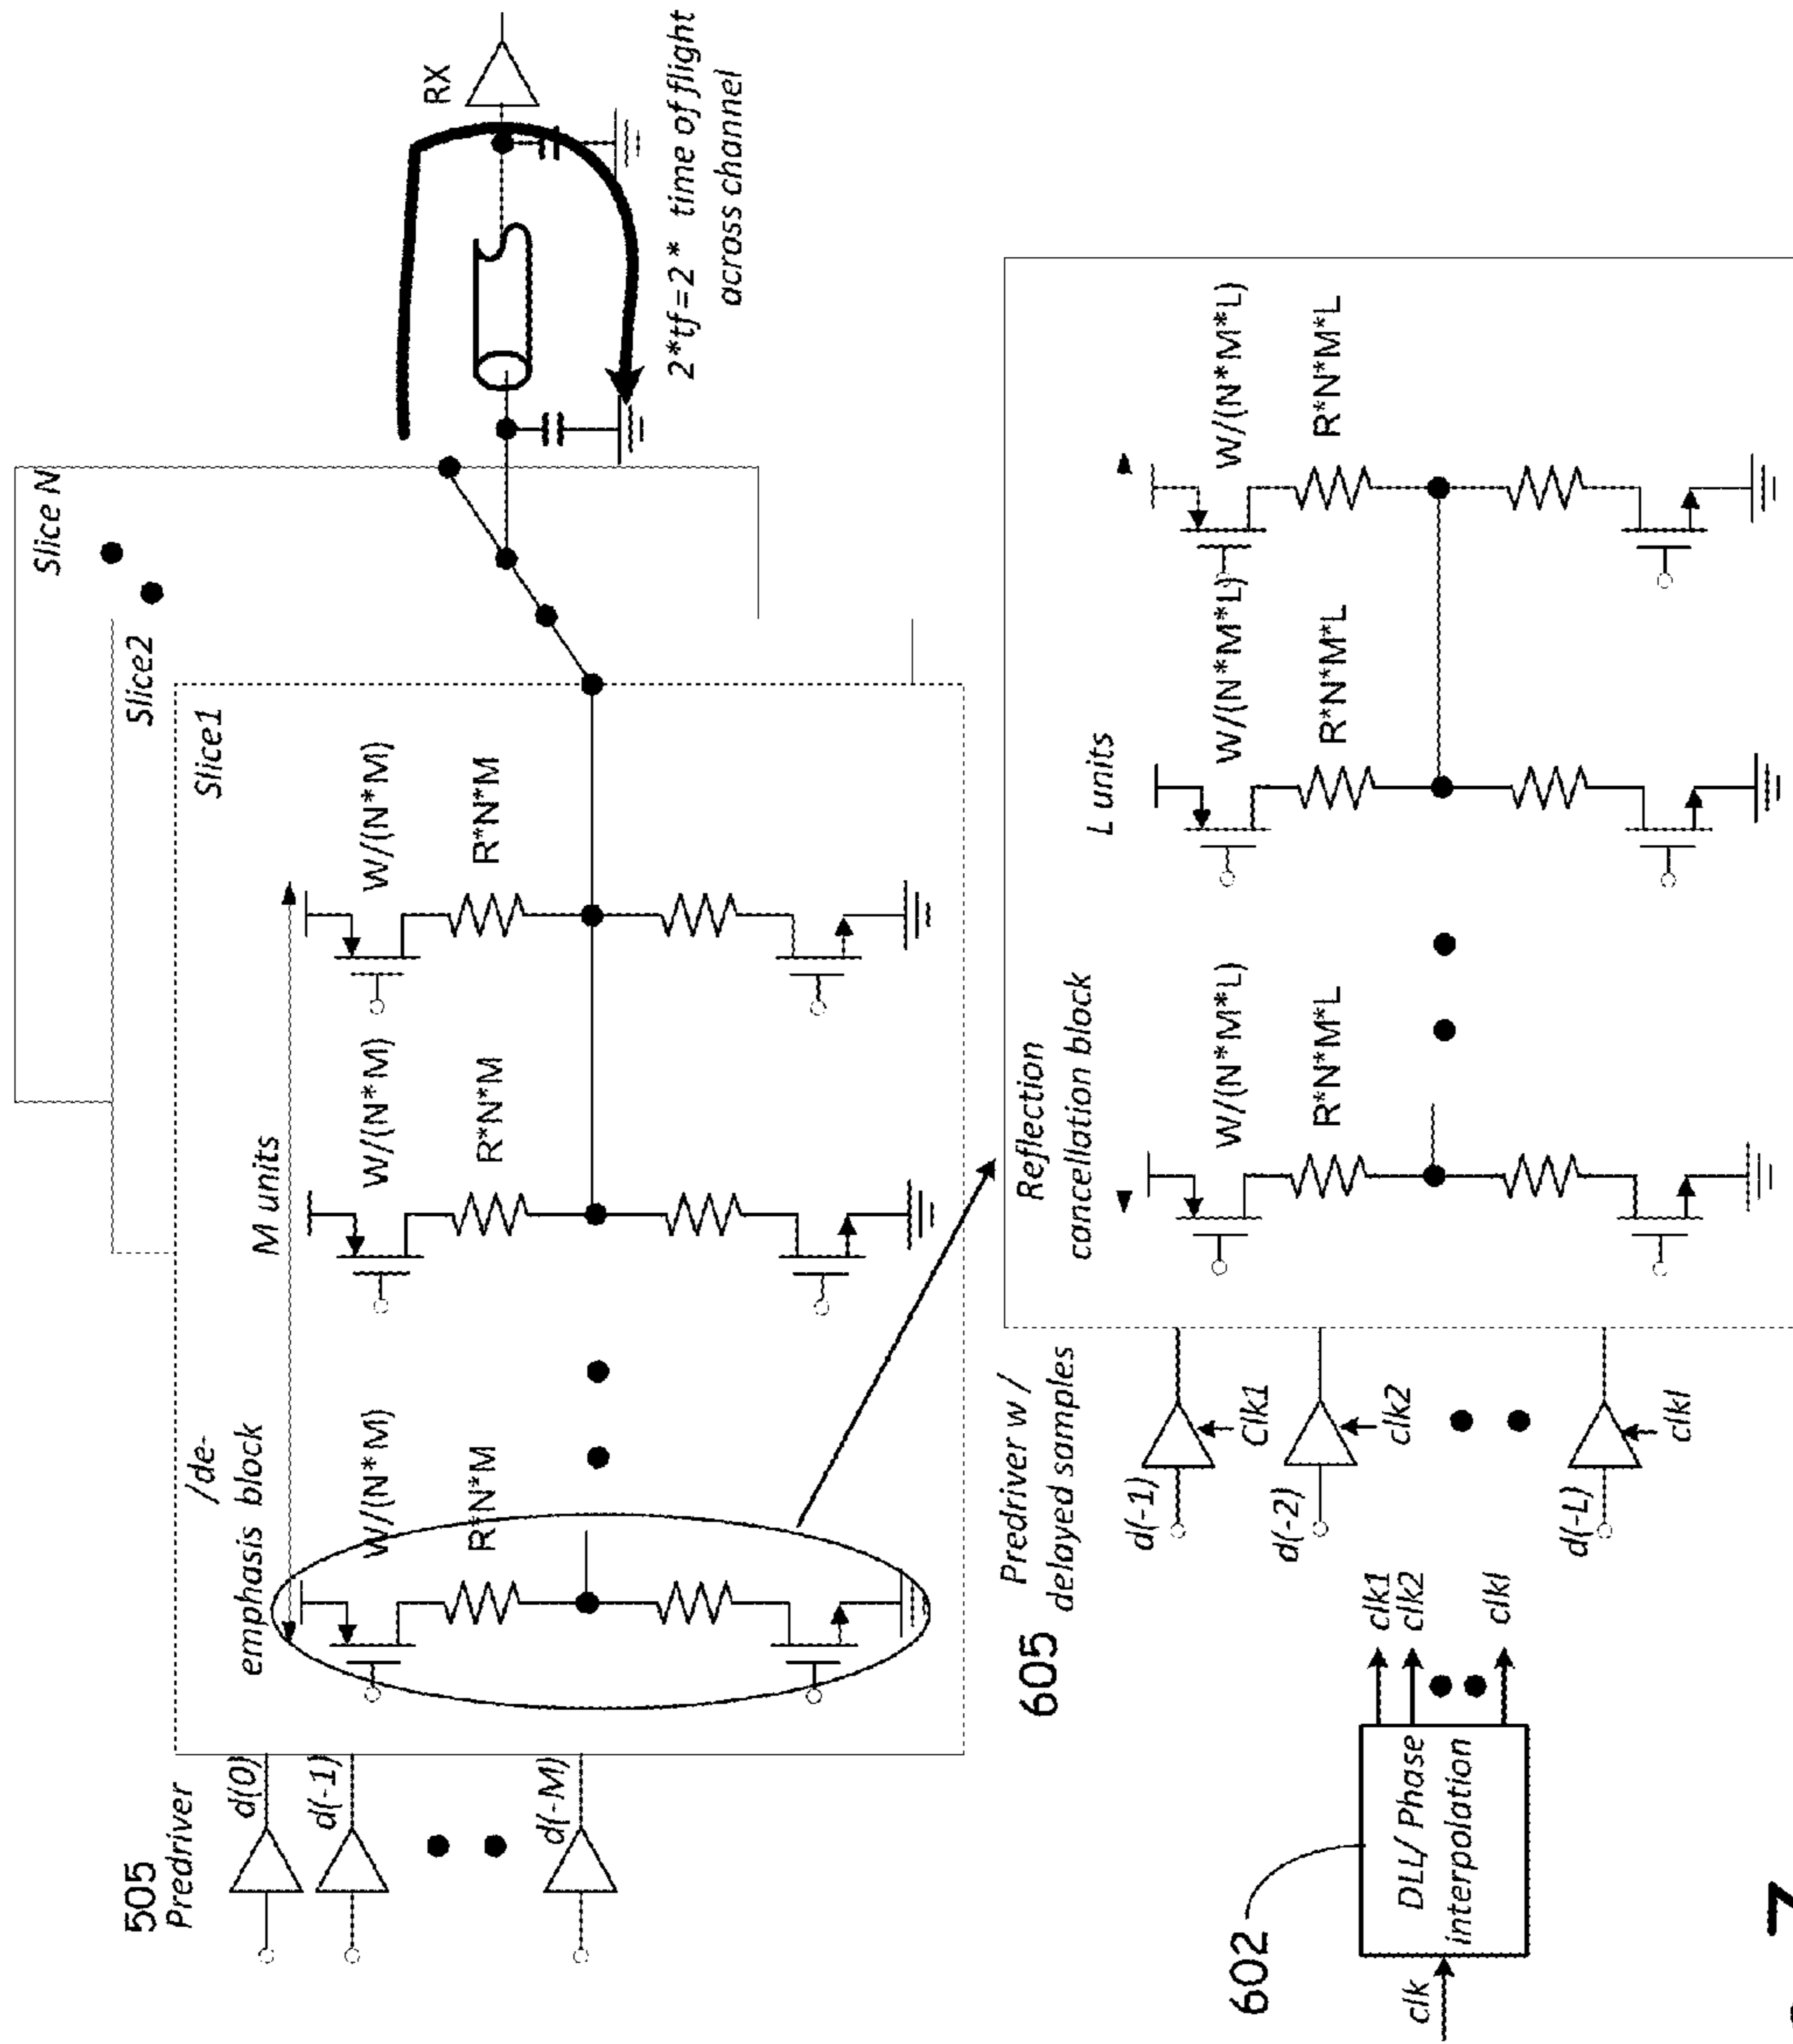 505
Predriver
d(0)
d(-1)
d(-M)
/de-
emphasis block
M units
W/(N*M)
R*N*M
W/(N*M)
R*N*M
W/(N*M)
R*N*M
Slice1
Slice2
Slice N
RX
2*tf=2* time of flight
across channel
602
clk
DLL/ Phase
interpolation
clk1
clk2
clkl
605
Predriver w/
delayed samples
d(-1)
Clk1
d(-2)
clk2
d(-L)
clkl
Reflection
cancellation block
L units
W/(N*M*L)
R*N*M*L
W/(N*M*L)
R*N*M*L
W/(N*M*L)
R*N*M*L
7